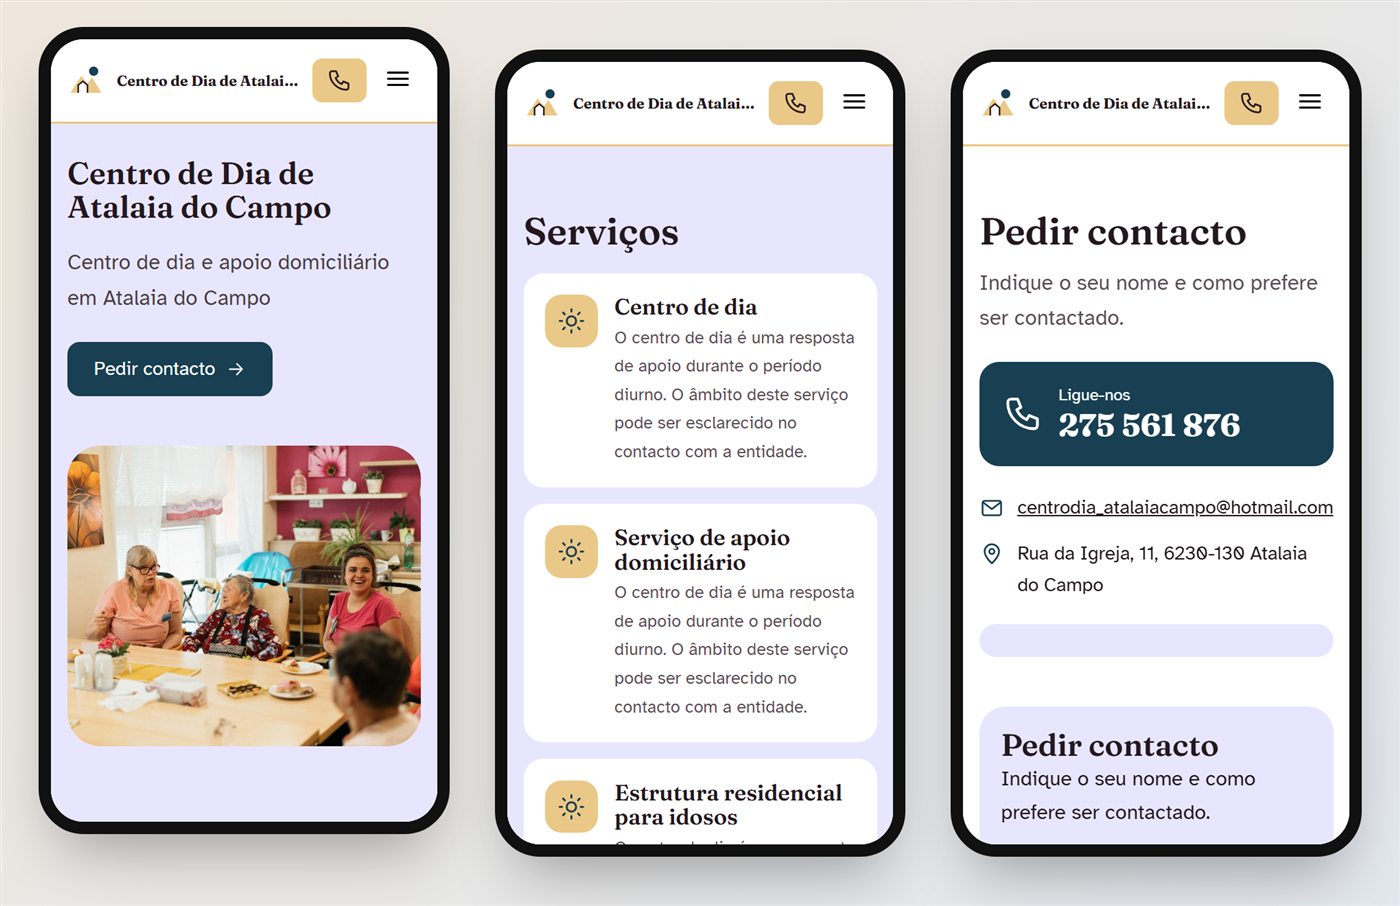 Centro de Dia de Atalai...
Centro de Dia de
Atalaia do Campo
Centro de dia e apoio domiciliário
em Atalaia do Campo
Pedir contacto
Centro de Dia de Atalai...
Serviços
Centro de dia
O centro de dia é uma resposta
de apoio durante o período
diurno. O âmbito deste serviço
pode ser esclarecido no
contacto com a entidade.
Serviço de apoio
domiciliário
O centro de dia é uma resposta
de apoio durante o período
diurno. O âmbito deste serviço
pode ser esclarecido no
contacto com a entidade.
Estrutura residencial
para idosos
Centro de Dia de Atalai...
Pedir contacto
Indique o seu nome e como prefere
ser contactado.
Ligue-nos
275 561 876
centrodia_atalaiacampo@hotmail.com
Rua da Igreja, 11, 6230-130 Atalaia
do Campo
Pedir contacto
Indique o seu nome e como
prefere ser contactado.